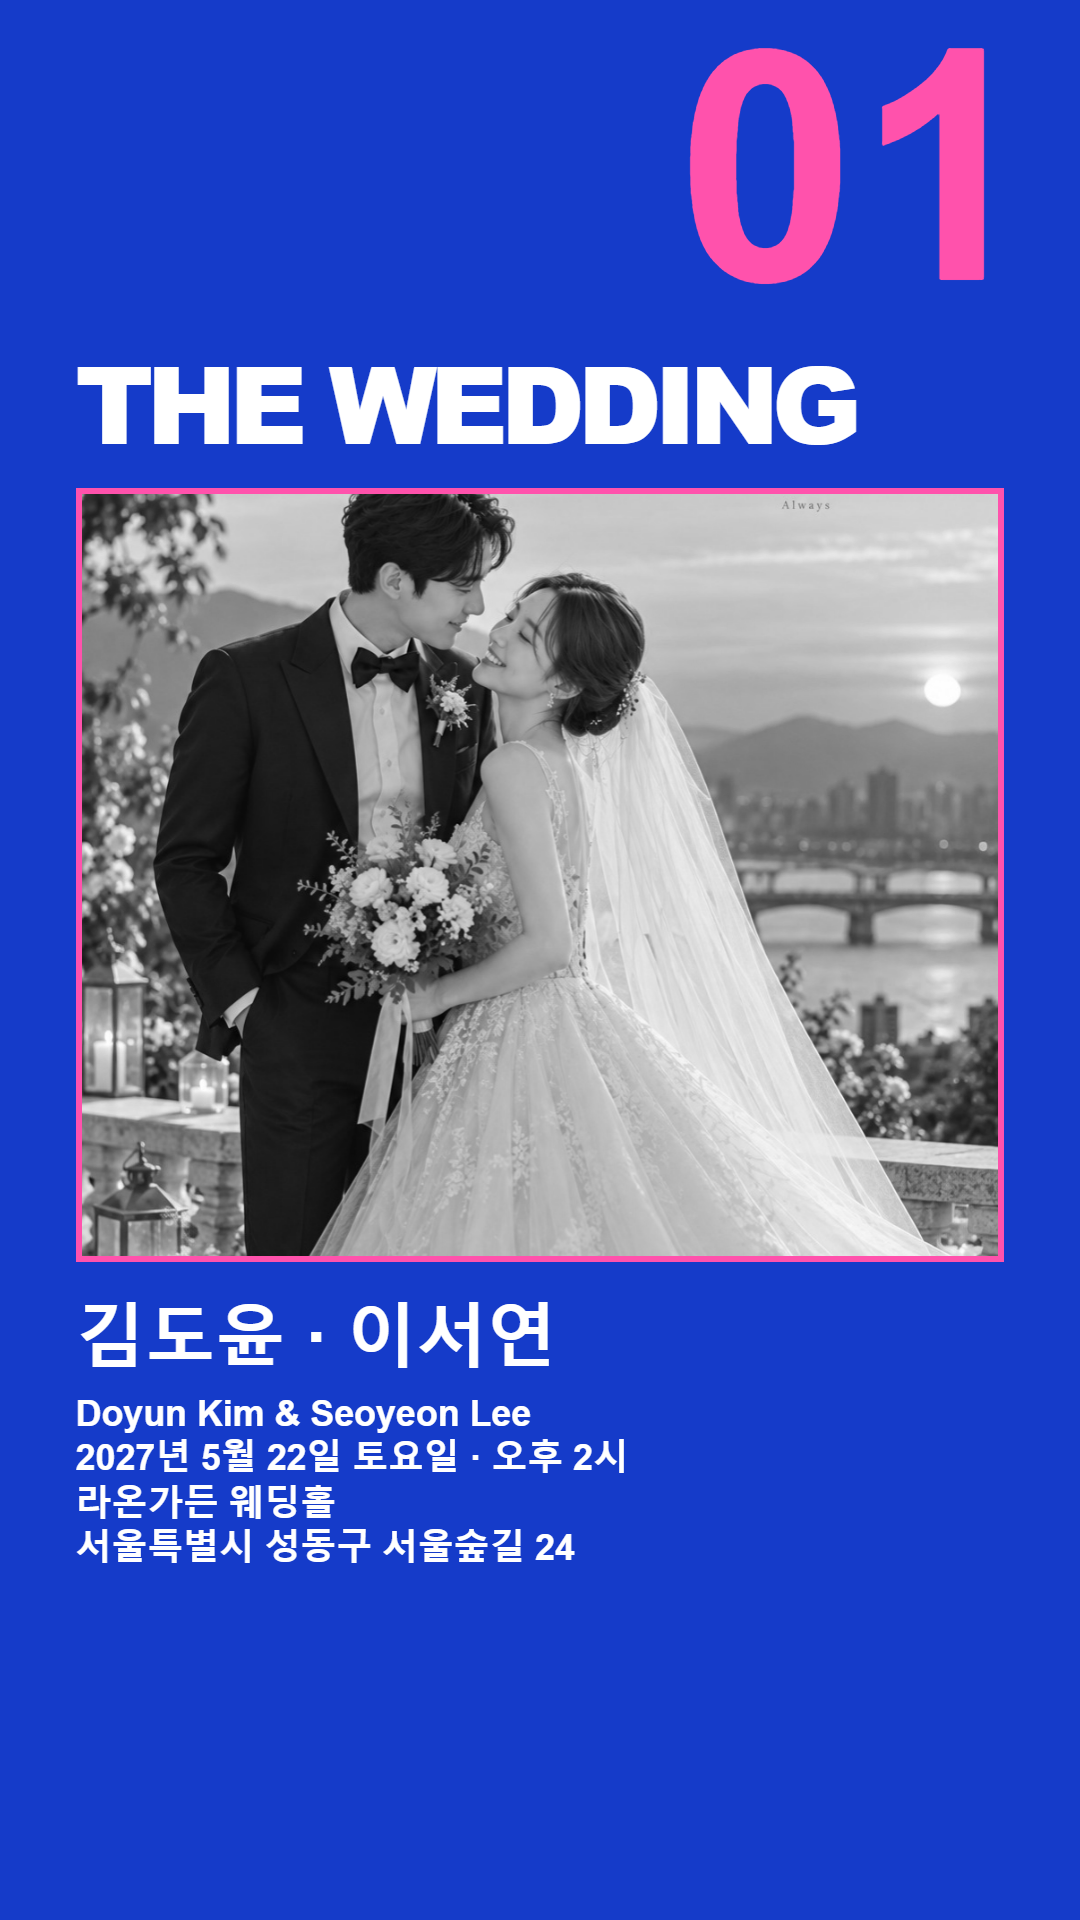 01
THE WEDDING
Always
김도윤 · 이서연
Doyun Kim & Seoyeon Lee
2027년 5월 22일 토요일 · 오후 2시
라온가든 웨딩홀
서울특별시 성동구 서울숲길 24